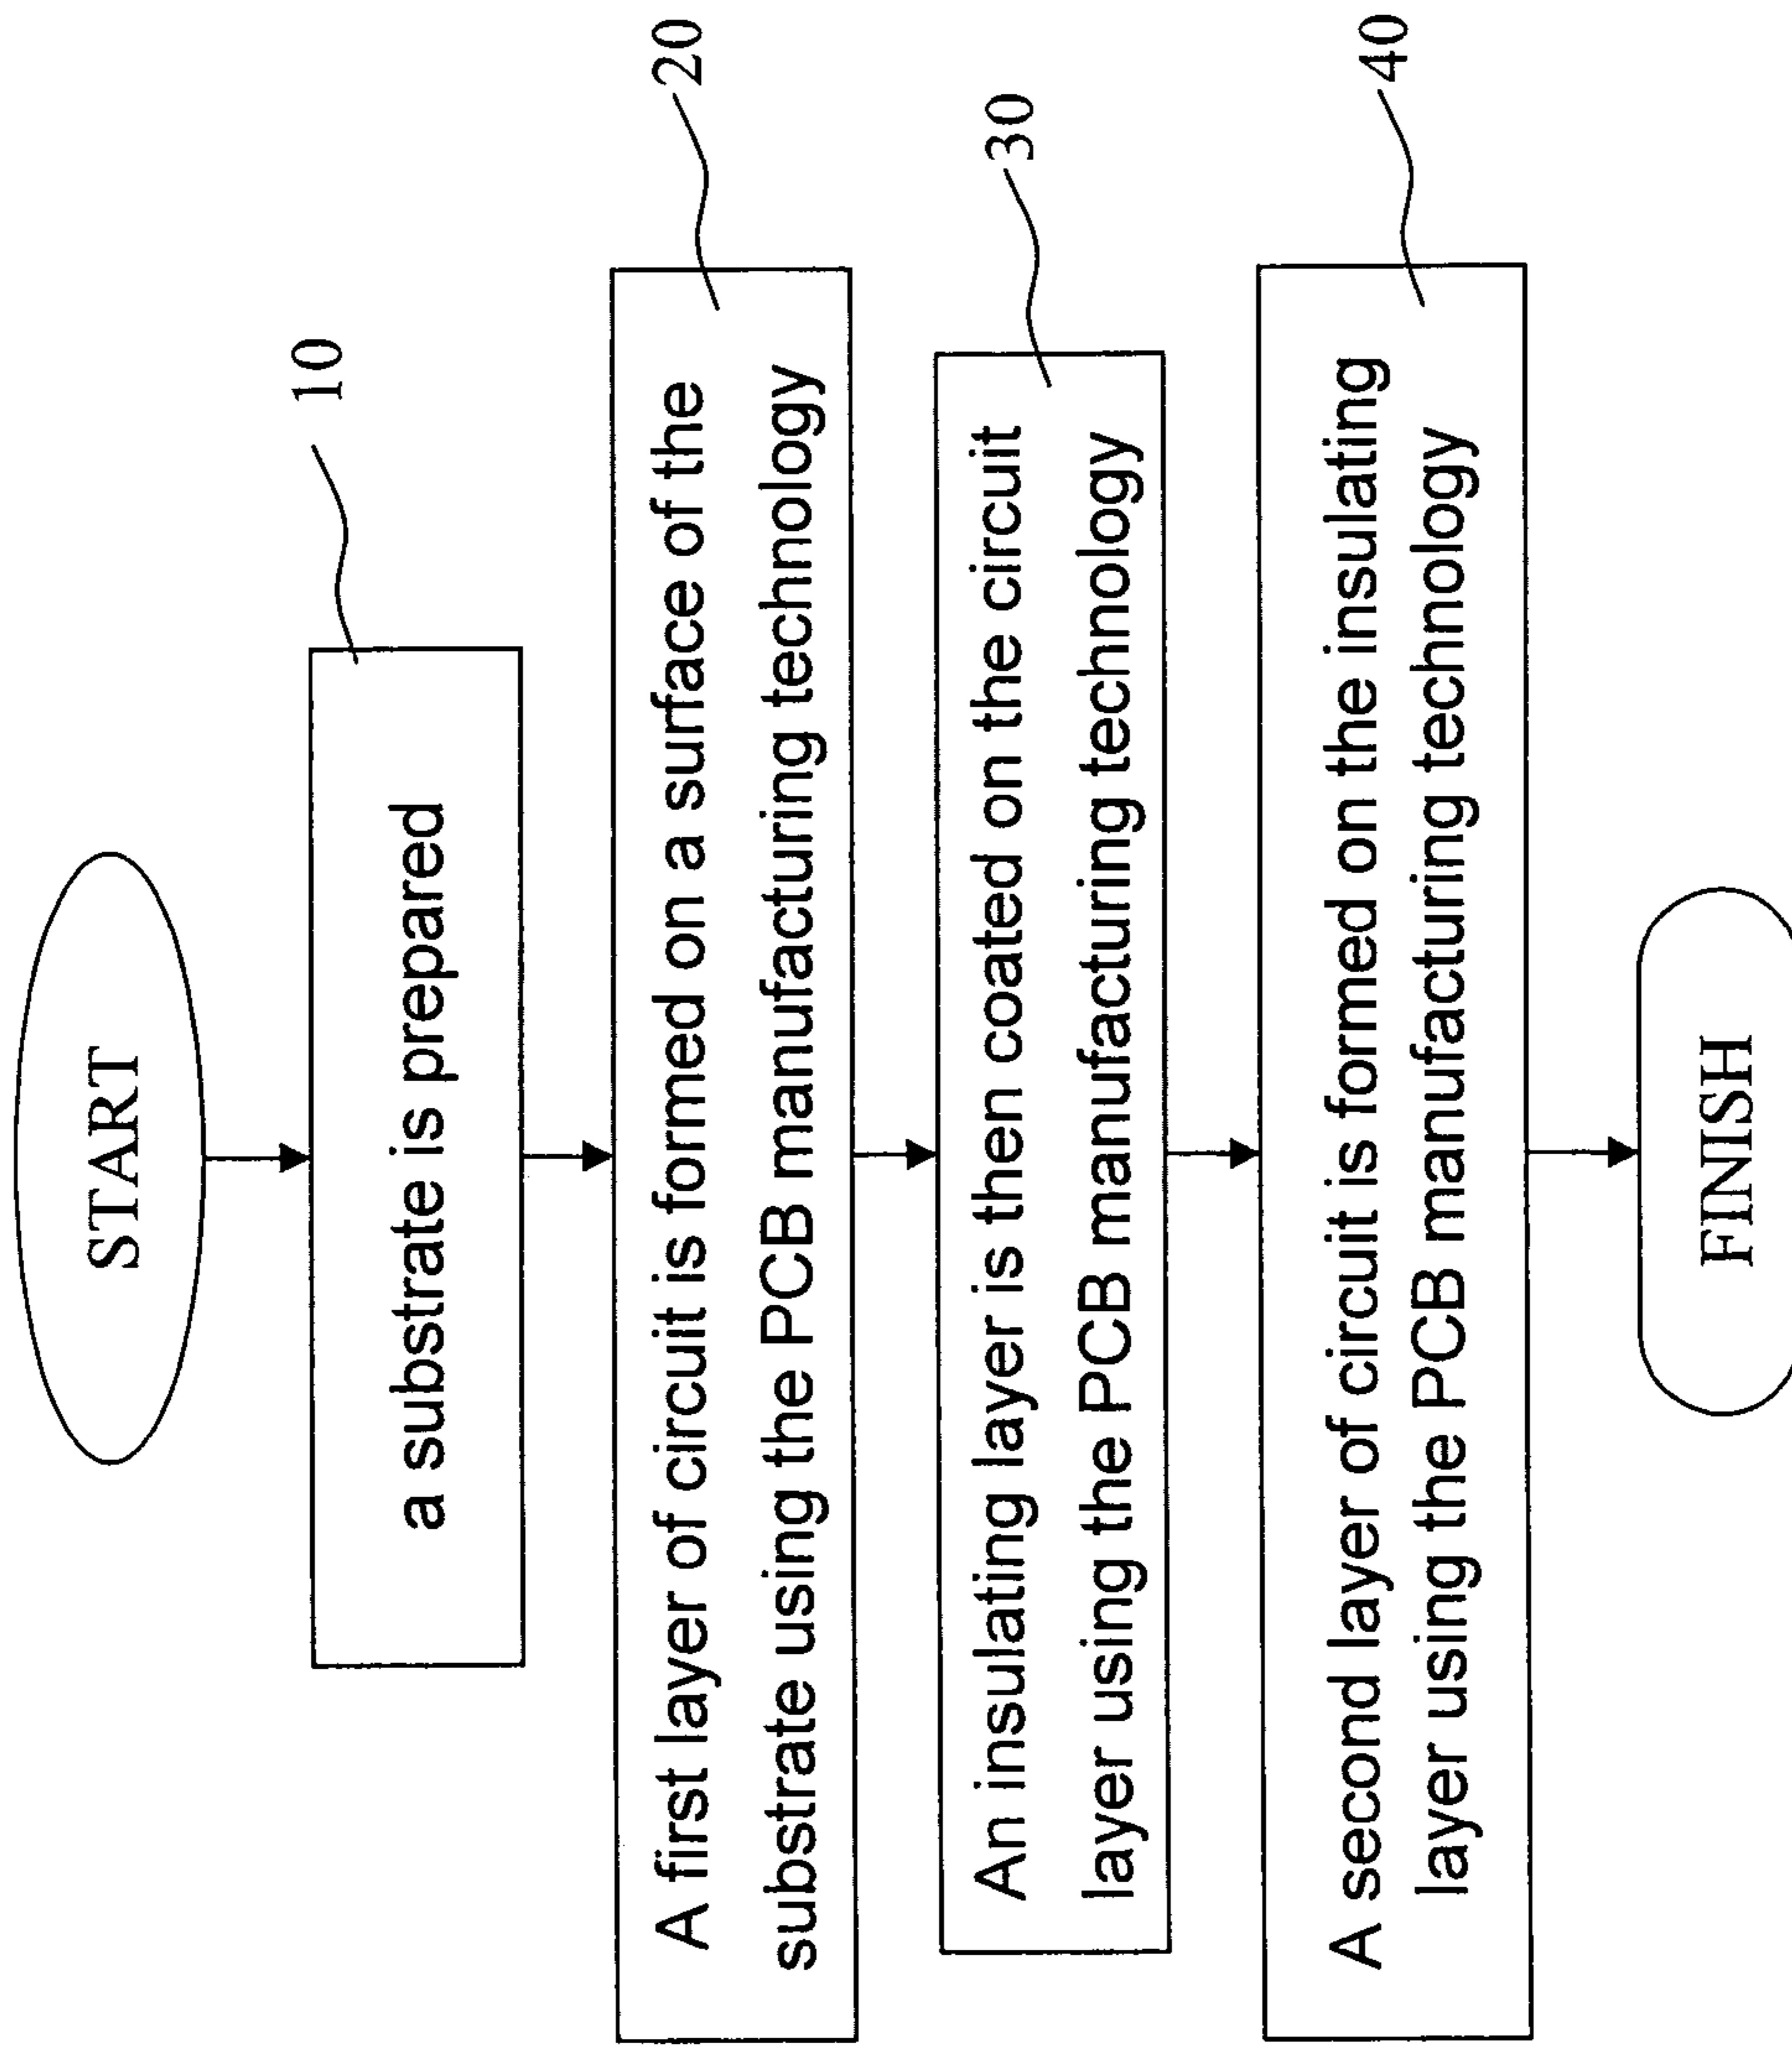 START
10
a substrate is prepared
20
A first layer of circuit is formed on a surface of the
substrate using the PCB manufacturing technology
30
An insulating layer is then coated on the circuit
layer using the PCB manufacturing technology
40
A second layer of circuit is formed on the insulating
layer using the PCB manufacturing technology
FINISH